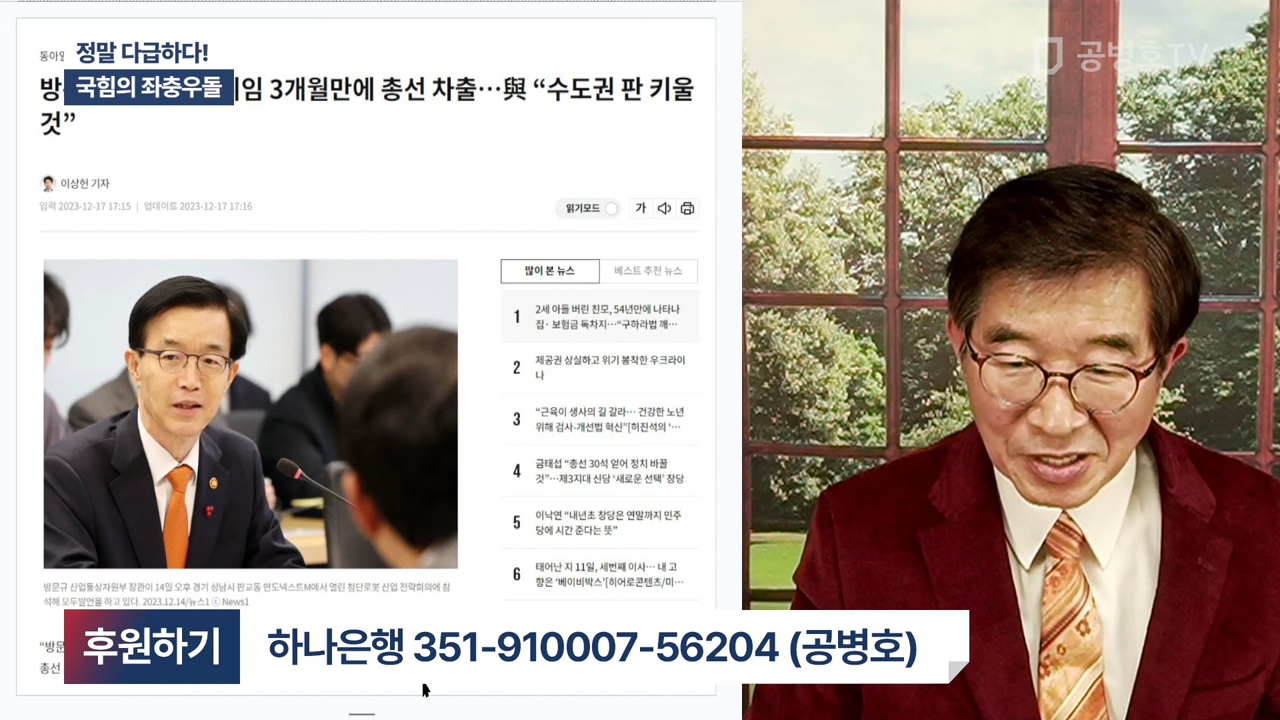 동아일
정말 다급하다!
국힘의 좌충우돌
방 임 3개월만에 총선 차출…與 “수도권 판 키울
것”
이상헌 기자
입력 2023-12-17 17:15 | 업데이트 2023-12-17 17:16
읽기모드
가
많이 본 뉴스
베스트 추천 뉴스
1
2세 아들 버린 친모, 54년만에 나타나
집· 보험금 독차지…“구하라법 깨…
2
제공권 상실하고 위기 봉착한 우크라이
나
3
“근육이 생사의 길 갈라… 건강한 노년
위해 검사-개선법 혁신”[허진석의 ‘…
4
금태섭 “총선 30석 얻어 정치 바꿀
것”…제3지대 신당 ‘새로운 선택’ 창당
5
이낙연 “내년초 창당은 연말까지 민주
당에 시간 준다는 뜻”
6
태어난 지 11일, 세번째 이사… 내 고
향은 ‘베이비박스’[히어로콘텐츠/미…
방문규 산업통상자원부 장관이 14일 오후 경기 성남시 판교동 만도넥스트M에서 열린 첨단로봇 산업 전략회의에 참
석해 모두발언을 하고 있다. 2023.12.14/뉴스1 ⓒ News1
“방문
총선
후원하기
하나은행 351-910007-56204 (공병호)
공병호TV